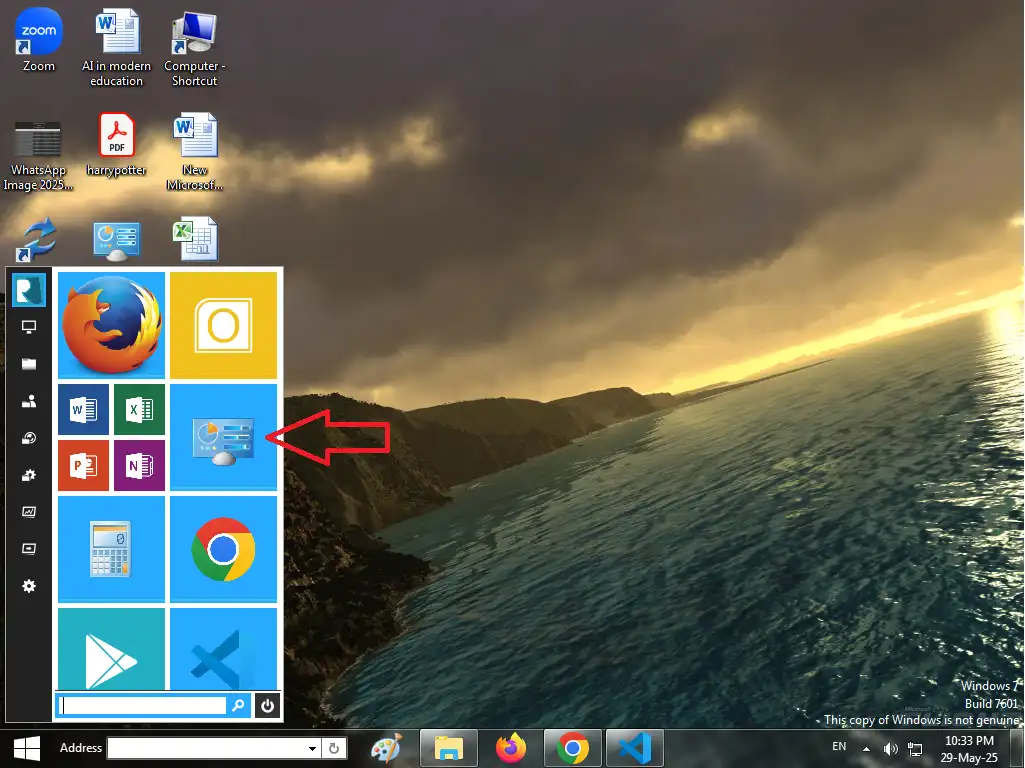 zoom
Zoom
AI in modern
education
Computer -
Shortcut
WhatsApp
Image 2025...
PDF
harrypotter
New
Microsof...
O
W
X
P
N
0
Windows 7
Build 7601
This copy of Windows is not genuine
Address
EN
10:33 PM
29-May-25